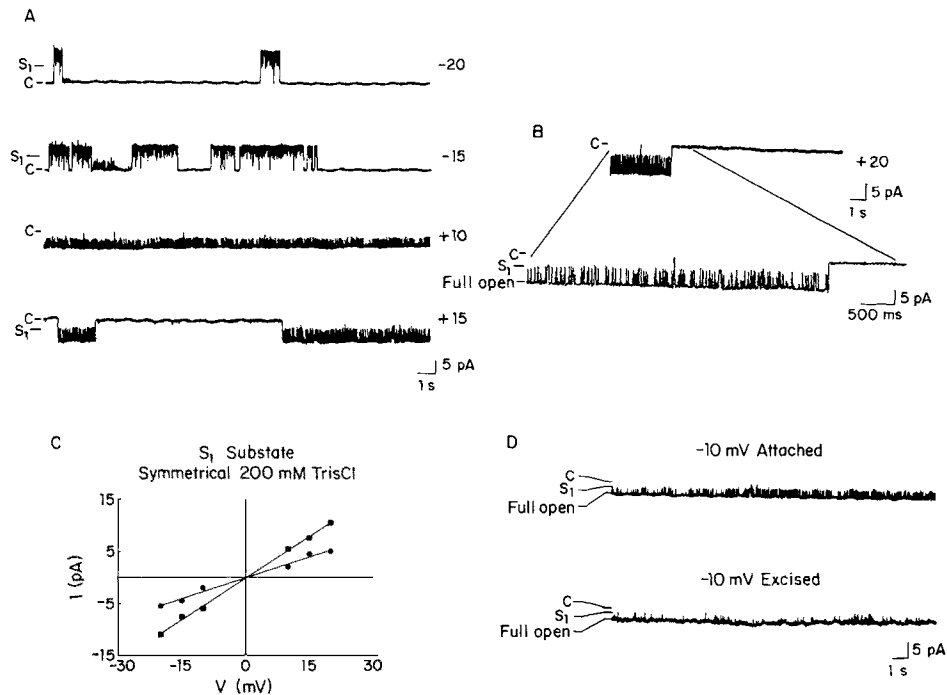 A
S1
C
-20
S1
C
-15
C
+10
C
S1
+15
5 pA
1 s
B
C
+20
5 pA
1 s
C
S1
Full open
5 pA
500 ms
C
S1 Substate
Symmetrical 200 mM TrisCl
I (pA)
15
5
-5
-15
-30
-15
0
15
30
V (mV)
D
-10 mV Attached
C
S1
Full open
-10 mV Excised
C
S1
Full open
5 pA
1 s